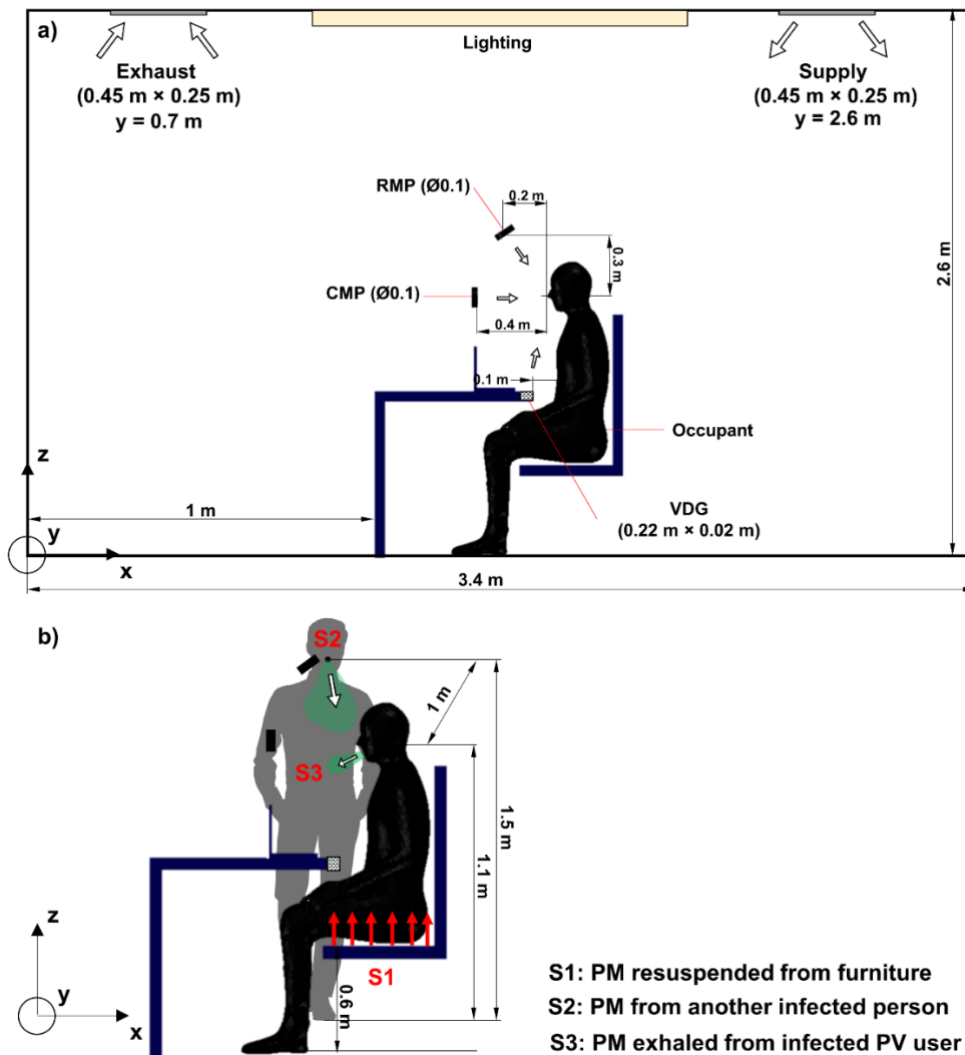 a)
Lighting
Exhaust
(0.45 m × 0.25 m)
y = 0.7 m
Supply
(0.45 m × 0.25 m)
y = 2.6 m
RMP (Ø0.1)
0.2 m
0.3 m
2.6 m
CMP (Ø0.1)
0.4 m
0.1 m
Occupant
z
1 m
VDG
(0.22 m × 0.02 m)
y
x
3.4 m
b)
S2
1 m
S3
1.5 m
1.1 m
z
S1
0.6 m
y
x
S1: PM resuspended from furniture
S2: PM from another infected person
S3: PM exhaled from infected PV user